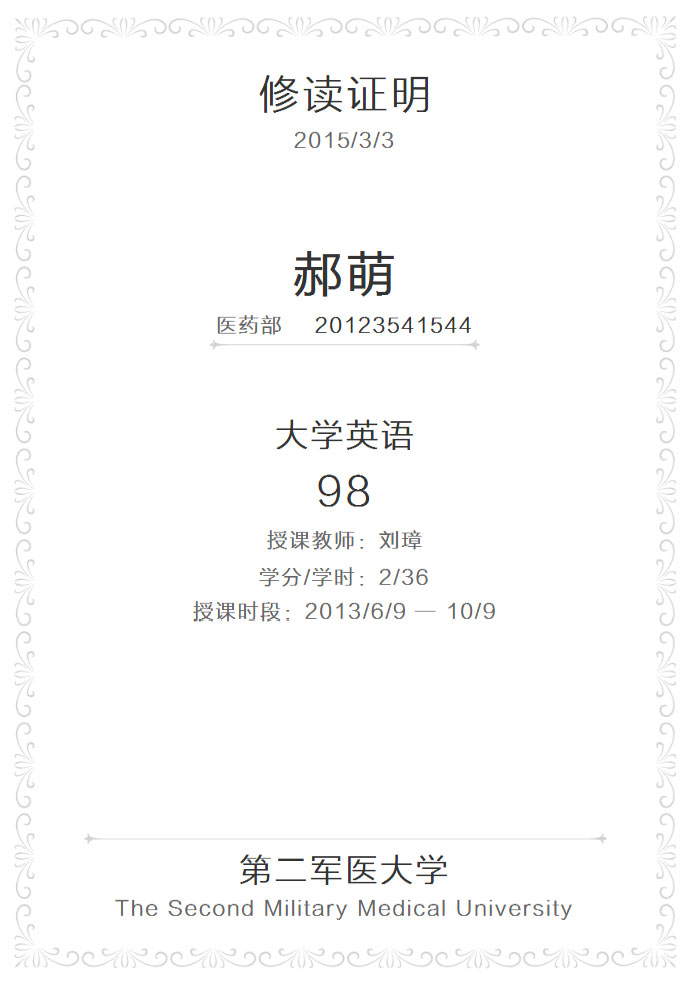 修读证明
2015/3/3
郝萌
医药部 20123541544
大学英语
98
授课教师：刘璋
学分/学时：2/36
授课时段：2013/6/9 — 10/9
第二军医大学
The Second Military Medical University